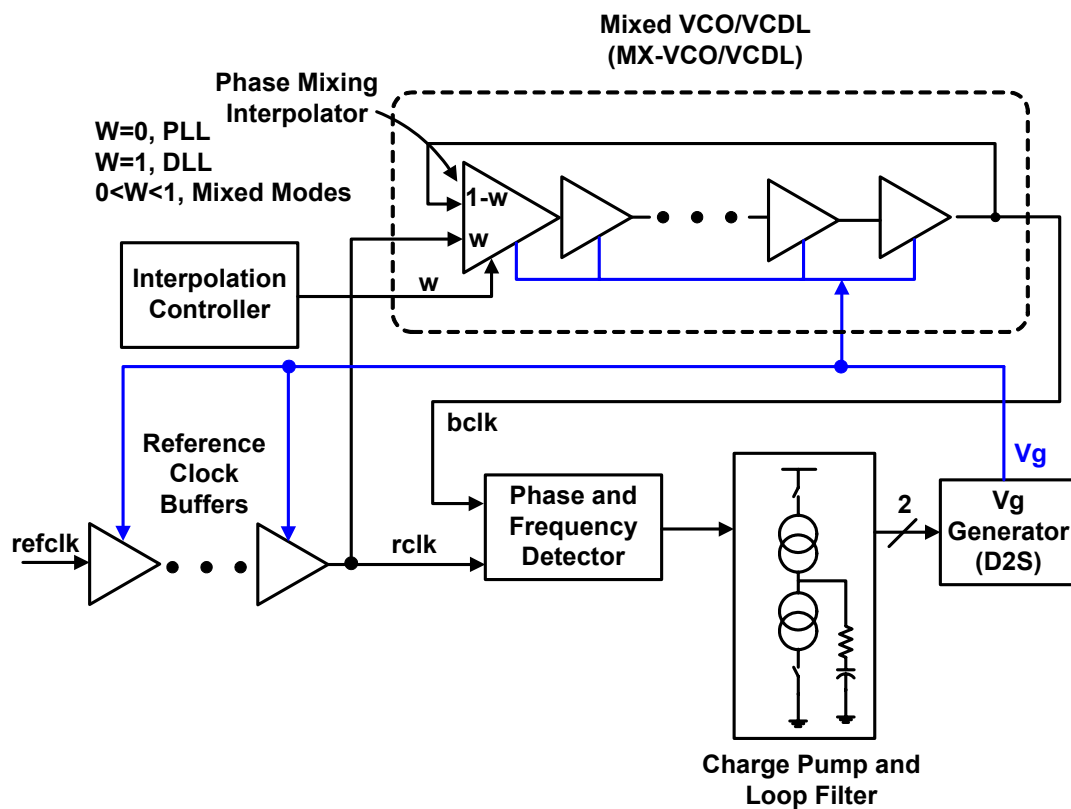 Mixed VCO/VCDL
(MX-VCO/VCDL)
Phase Mixing
Interpolator
W=0, PLL
W=1, DLL
0<W<1, Mixed Modes
1-w
w
Interpolation
Controller
w
bclk
Vg
Reference
Clock
Buffers
Phase and
Frequency
Detector
2
Vg
Generator
(D2S)
refclk
rclk
Charge Pump and
Loop Filter